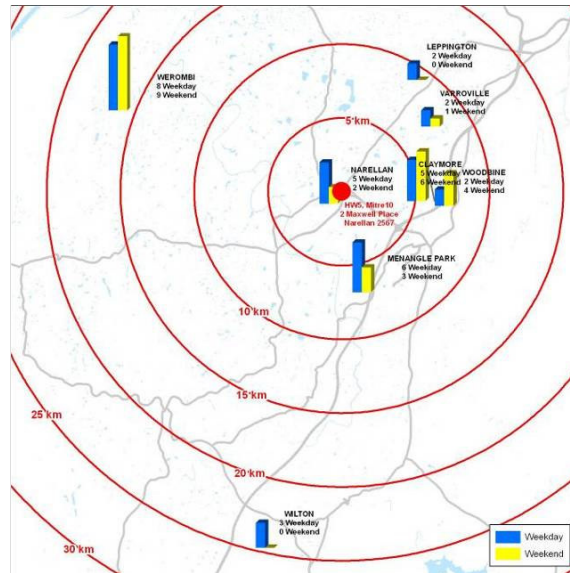 LEPPINGTON
2 Weekday
0 Weekend
WEROMBI
8 Weekday
9 Weekend
VARROVILLE
2 Weekday
1 Weekend
5 km
NARELLAN
5 Weekday
2 Weekend
CLAYMORE
5 Weekday
6 Weekend
WOODBINE
2 Weekday
4 Weekend
HW5, Mitre10
2 Maxwell Place
Narellan 2567
MENANGLE PARK
6 Weekday
3 Weekend
10 km
15 km
25 km
20 km
WILTON
3 Weekday
0 Weekend
30 km
Weekday
Weekend